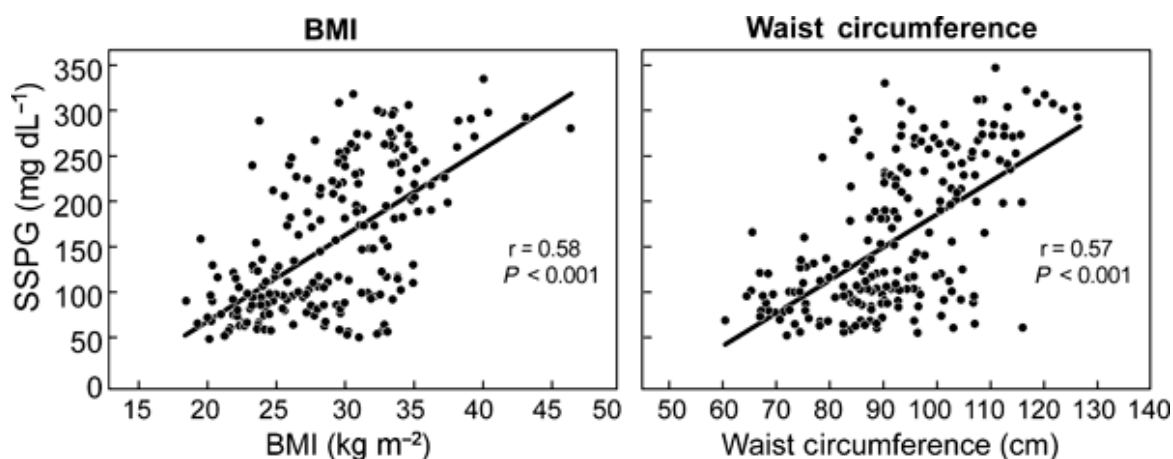 BMI
Waist circumference
SSPG (mg dL⁻¹)
350
300
250
200
150
100
50
0
r = 0.58
P < 0.001
r = 0.57
P < 0.001
15 20 25 30 35 40 45 50
50 60 70 80 90 100 110 120 130 140
BMI (kg m⁻²)
Waist circumference (cm)